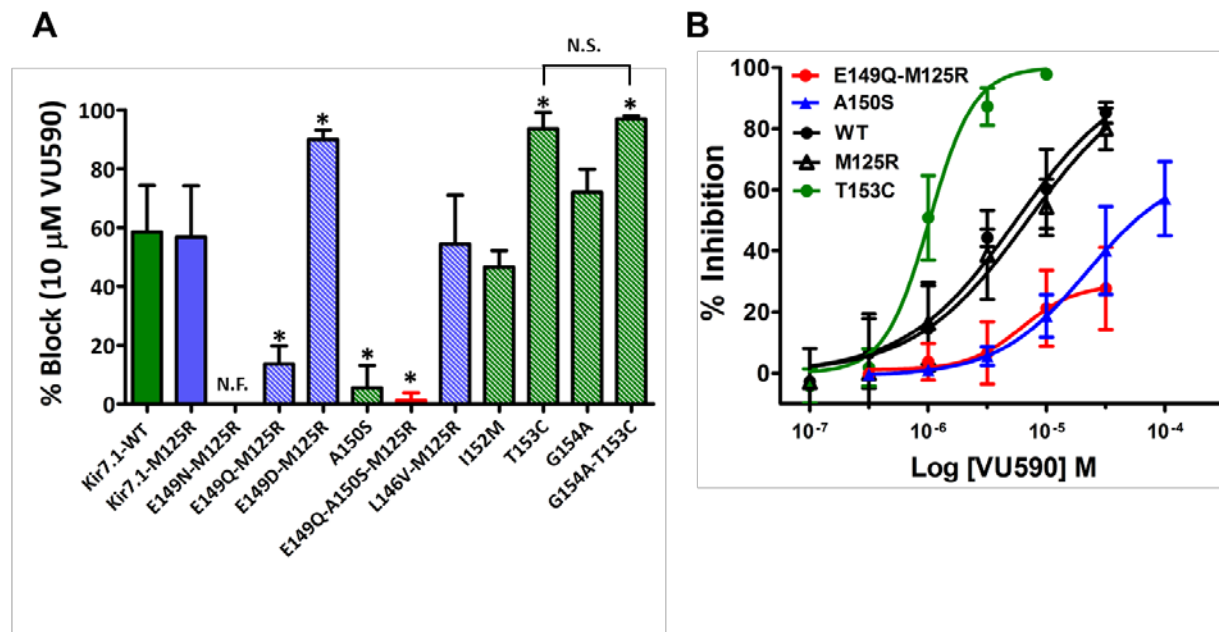 A
% Block (10 μM VU590)
100
80
60
40
20
0
N.F.
*
*
*
*
*
*
N.S.
Kir7.1-WT
Kir7.1-M125R
E149N-M125R
E149Q-M125R
E149D-M125R
A150S
E149Q-A150S-M125R
L146V-M125R
I152M
T153C
G154A
G154A-T153C
B
% Inhibition
100
80
60
40
20
0
E149Q-M125R
A150S
WT
M125R
T153C
10-7
10-6
10-5
10-4
Log [VU590] M